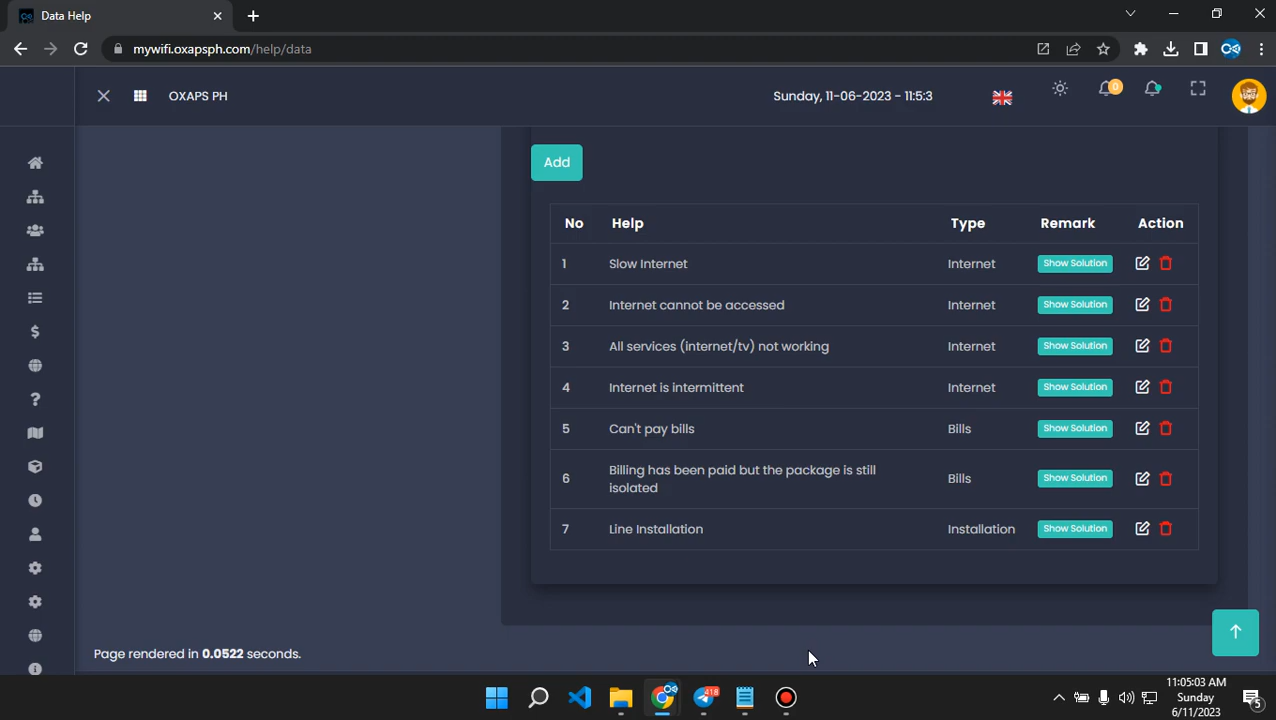 Data Help
mywifi.oxapsph.com/help/data
OXAPS PH
Sunday, 11-06-2023 - 11:5:3
0
Add
No Help Type Remark Action
1 Slow Internet Internet Show Solution
2 Internet cannot be accessed Internet Show Solution
3 All services (internet/tv) not working Internet Show Solution
4 Internet is intermittent Internet Show Solution
5 Can't pay bills Bills Show Solution
6 Billing has been paid but the package is still
isolated Bills Show Solution
7 Line Installation Installation Show Solution
Page rendered in 0.0522 seconds.
418
11:05:03 AM
Sunday
6/11/2023
5